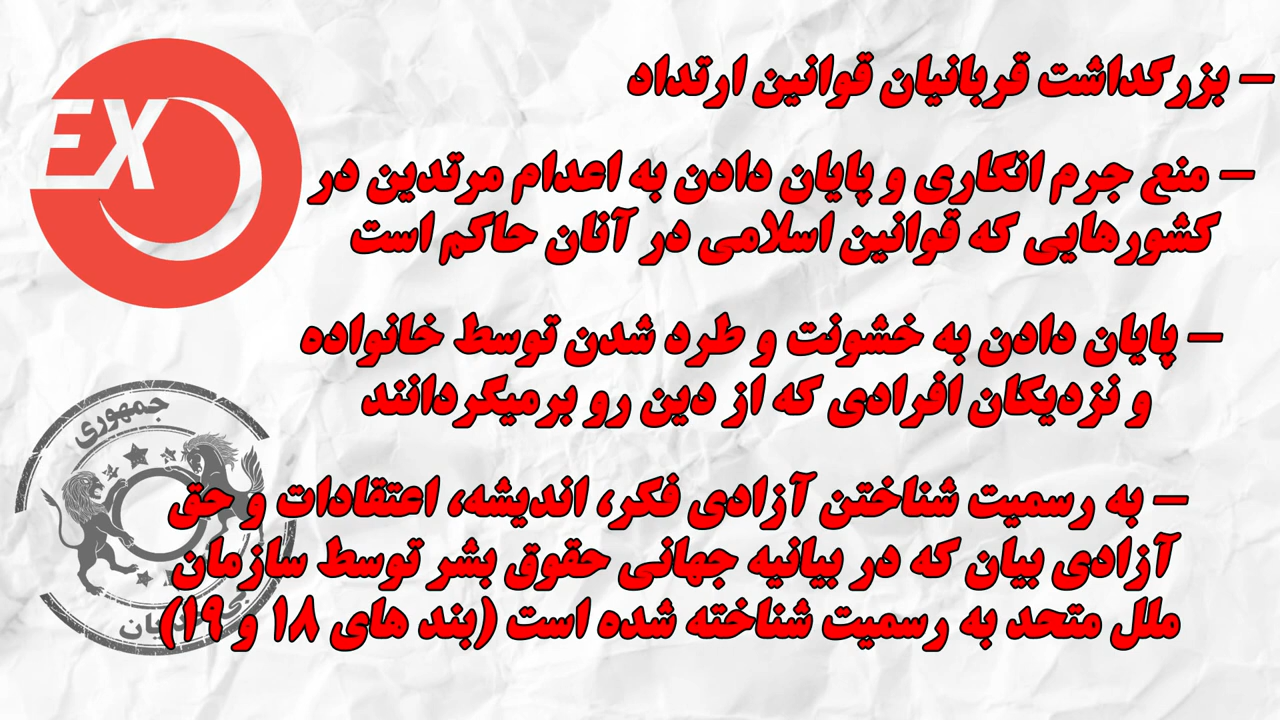 EX
– بزرگداشت قربانیان قوانین ارتداد
– منع جرم انگاری و پایان دادن به اعدام مرتدین در
کشورهایی که قوانین اسلامی در آنان حاکم است
– پایان دادن به خشونت و طرد شدن توسط خانواده
و نزدیکان افرادی که از دین رو برمیگردانند
جمهوری
– به رسمیت شناختن آزادی فکر، اندیشه، اعتقادات و حق
آزادی بیان که در بیانیه جهانی حقوق بشر توسط سازمان
ملل متحد به رسمیت شناخته شده است (بند های ۱۸ و ۱۹)